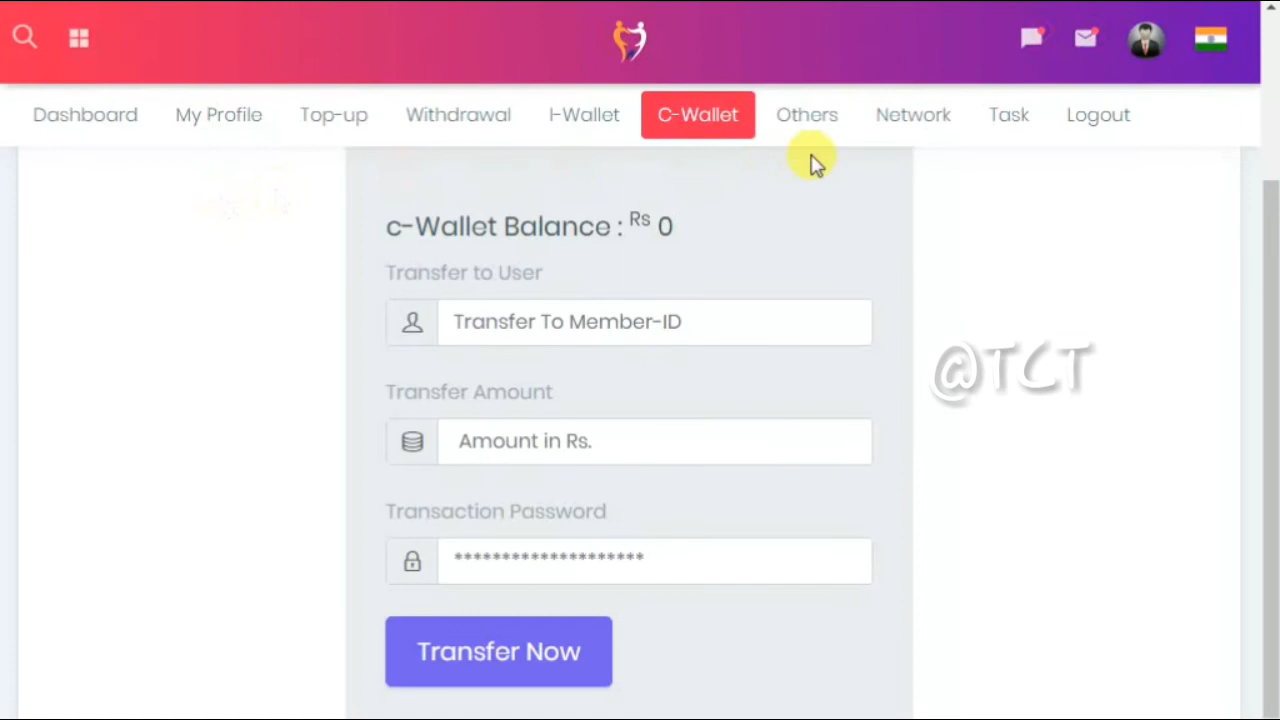 Dashboard My Profile Top-up Withdrawal I-Wallet C-Wallet Others Network Task Logout
c-Wallet Balance : Rs 0
Transfer to User
Transfer To Member-ID
@TCT
Transfer Amount
Amount in Rs.
Transaction Password
********************
Transfer Now